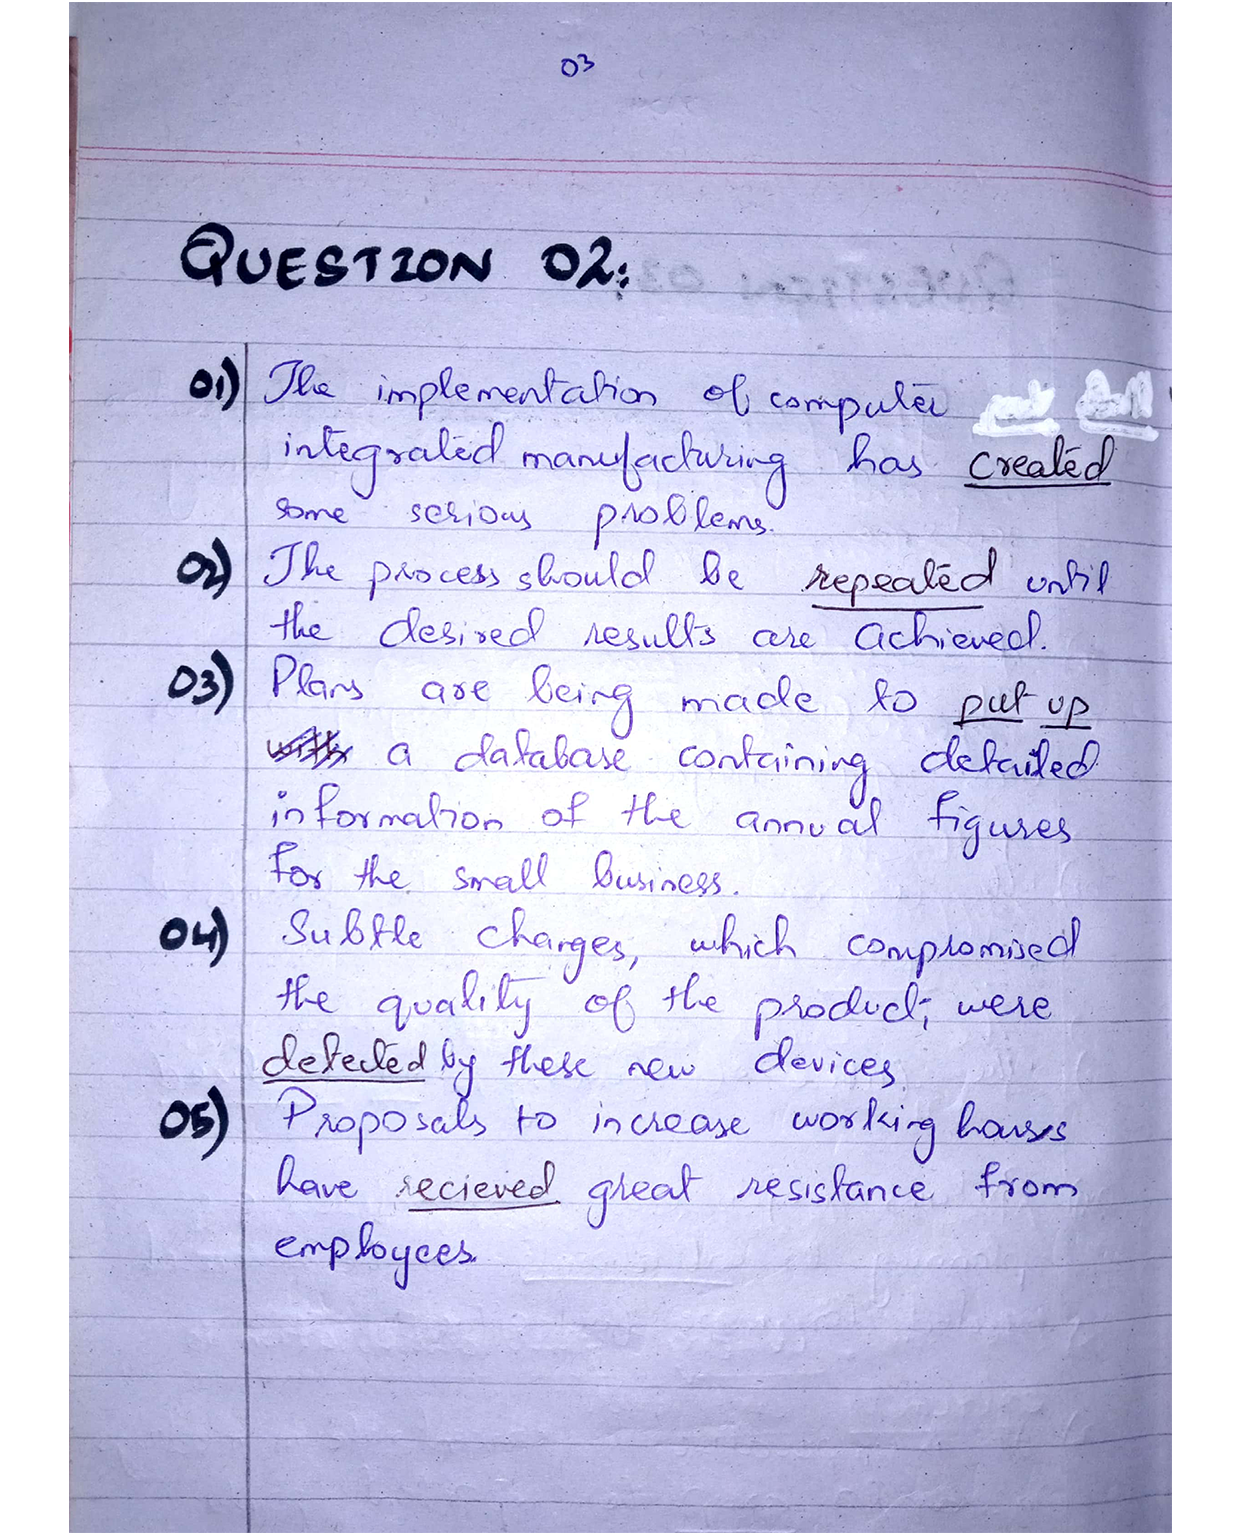 03
QUESTION 02:
01) The implementation of computer
integrated manufacturing has created
some serious problems.
02) The process should be repeated until
the desired results are achieved.
03) Plans are being made to put up
a database containing detailed
information of the annual figures
for the small business.
04) Subtle changes, which compromised
the quality of the product, were
detected by these new devices
05) Proposals to increase working hours
have recieved great resistance from
employees.